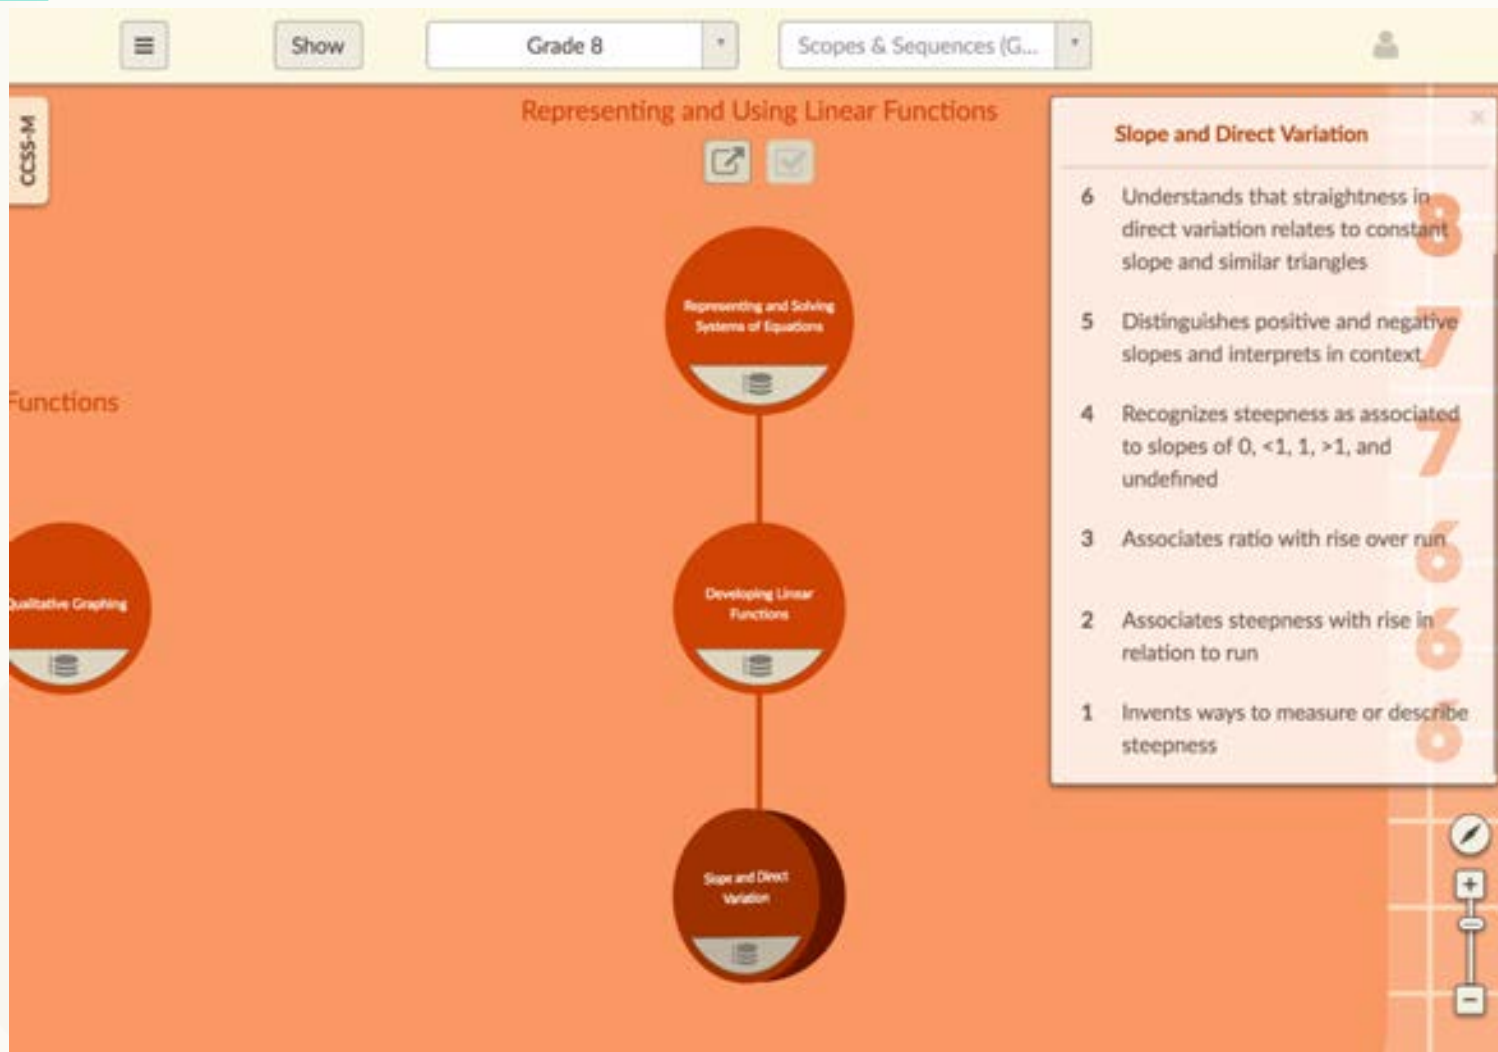 Show
Grade 8
Scopes & Sequences (G...
CCSS-M
Representing and Using Linear Functions
Functions
Representing and Solving
Systems of Equations
Qualitative Graphing
Developing Linear
Functions
Slope and Direct
Variation
Slope and Direct Variation
6 Understands that straightness in
direct variation relates to constant
slope and similar triangles
8
5 Distinguishes positive and negative
slopes and interprets in context
7
4 Recognizes steepness as associated
to slopes of 0, <1, 1, >1, and
undefined
7
3 Associates ratio with rise over run
6
2 Associates steepness with rise in
relation to run
6
1 Invents ways to measure or describe
steepness
6